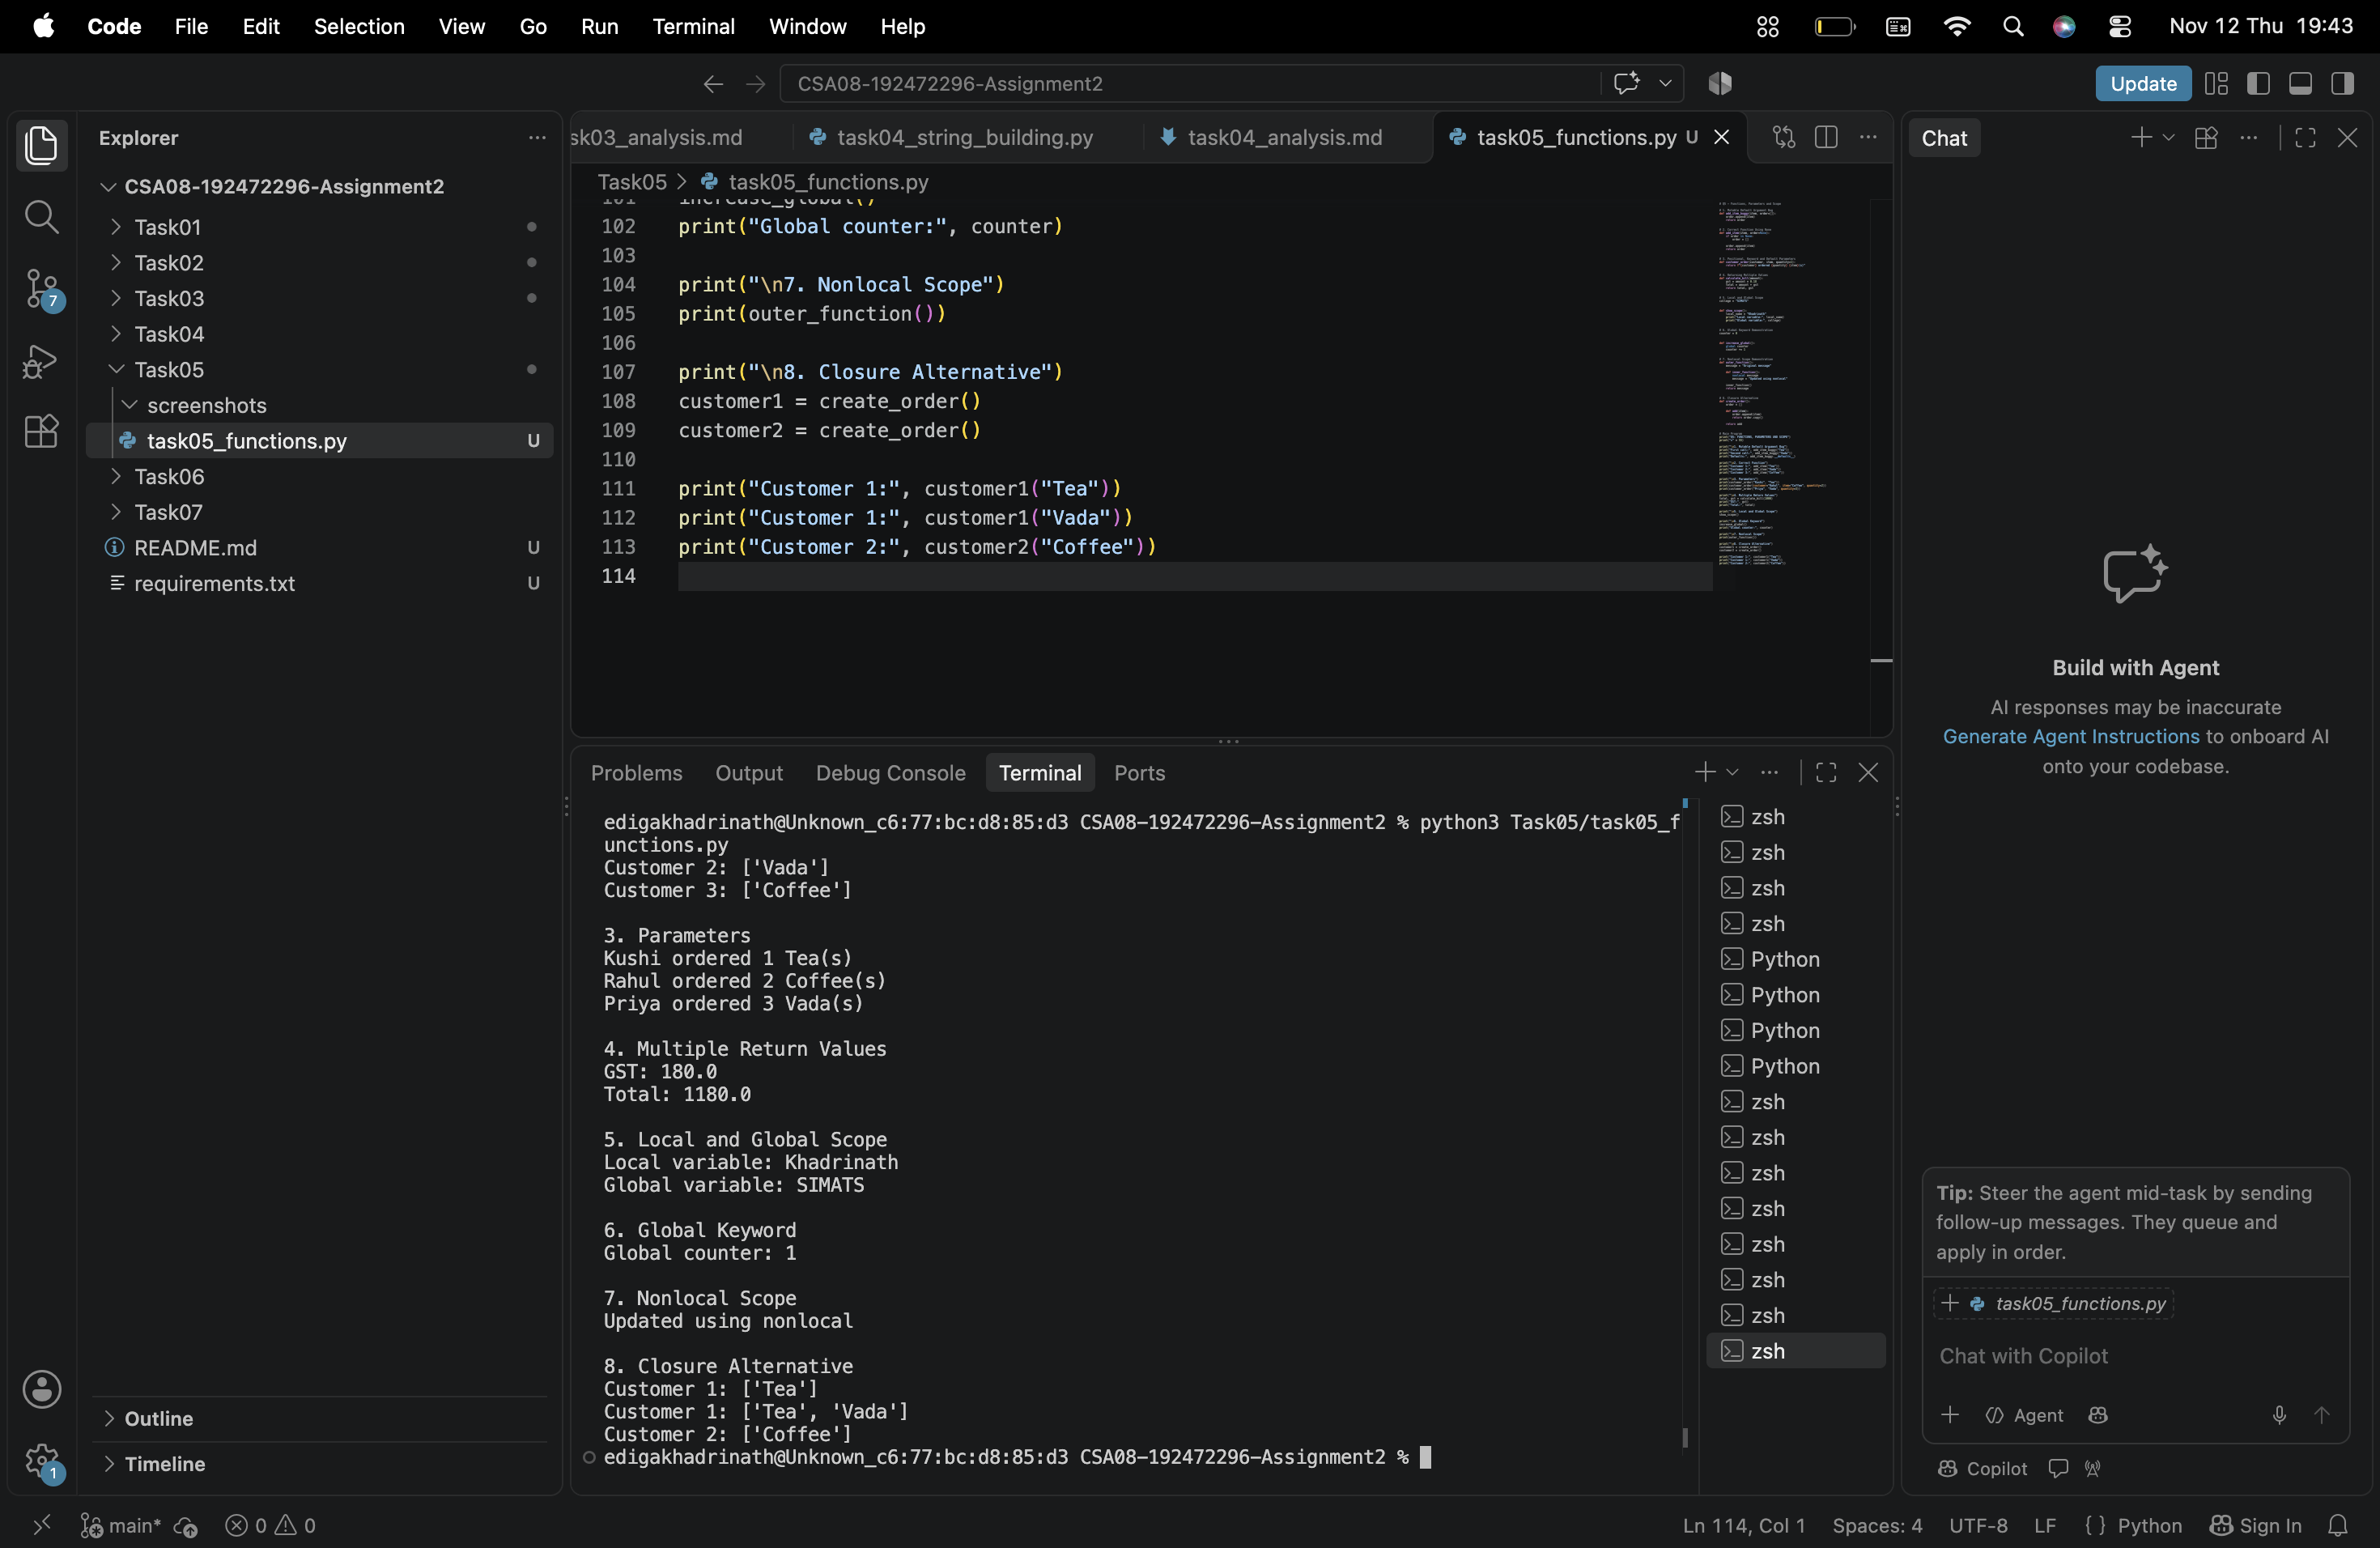 Code File Edit Selection View Go Run Terminal Window Help Nov 12 Thu 19:43
CSA08-192472296-Assignment2 Update
Explorer
CSA08-192472296-Assignment2
Task01
Task02
Task03
Task04
Task05
screenshots
task05_functions.py U
Task06
Task07
README.md U
requirements.txt U
Outline
Timeline
sk03_analysis.md task04_string_building.py task04_analysis.md task05_functions.py U
Task05 > task05_functions.py
101 increase_global()
102 print("Global counter:", counter)
103
104 print("\n7. Nonlocal Scope")
105 print(outer_function())
106
107 print("\n8. Closure Alternative")
108 customer1 = create_order()
109 customer2 = create_order()
110
111 print("Customer 1:", customer1("Tea"))
112 print("Customer 1:", customer1("Vada"))
113 print("Customer 2:", customer2("Coffee"))
114
Problems Output Debug Console Terminal Ports
edigakhadrinath@Unknown_c6:77:bc:d8:85:d3 CSA08-192472296-Assignment2 % python3 Task05/task05_f
unctions.py
Customer 2: ['Vada']
Customer 3: ['Coffee']
3. Parameters
Kushi ordered 1 Tea(s)
Rahul ordered 2 Coffee(s)
Priya ordered 3 Vada(s)
4. Multiple Return Values
GST: 180.0
Total: 1180.0
5. Local and Global Scope
Local variable: Khadrinath
Global variable: SIMATS
6. Global Keyword
Global counter: 1
7. Nonlocal Scope
Updated using nonlocal
8. Closure Alternative
Customer 1: ['Tea']
Customer 1: ['Tea', 'Vada']
Customer 2: ['Coffee']
edigakhadrinath@Unknown_c6:77:bc:d8:85:d3 CSA08-192472296-Assignment2 %
zsh
zsh
zsh
zsh
Python
Python
Python
Python
zsh
zsh
zsh
zsh
zsh
zsh
zsh
zsh
Chat
Build with Agent
AI responses may be inaccurate
Generate Agent Instructions to onboard AI
onto your codebase.
Tip: Steer the agent mid-task by sending
follow-up messages. They queue and
apply in order.
task05_functions.py
Chat with Copilot
Agent
Copilot
7
1
main* 0 0 Ln 114, Col 1 Spaces: 4 UTF-8 LF {} Python Sign In